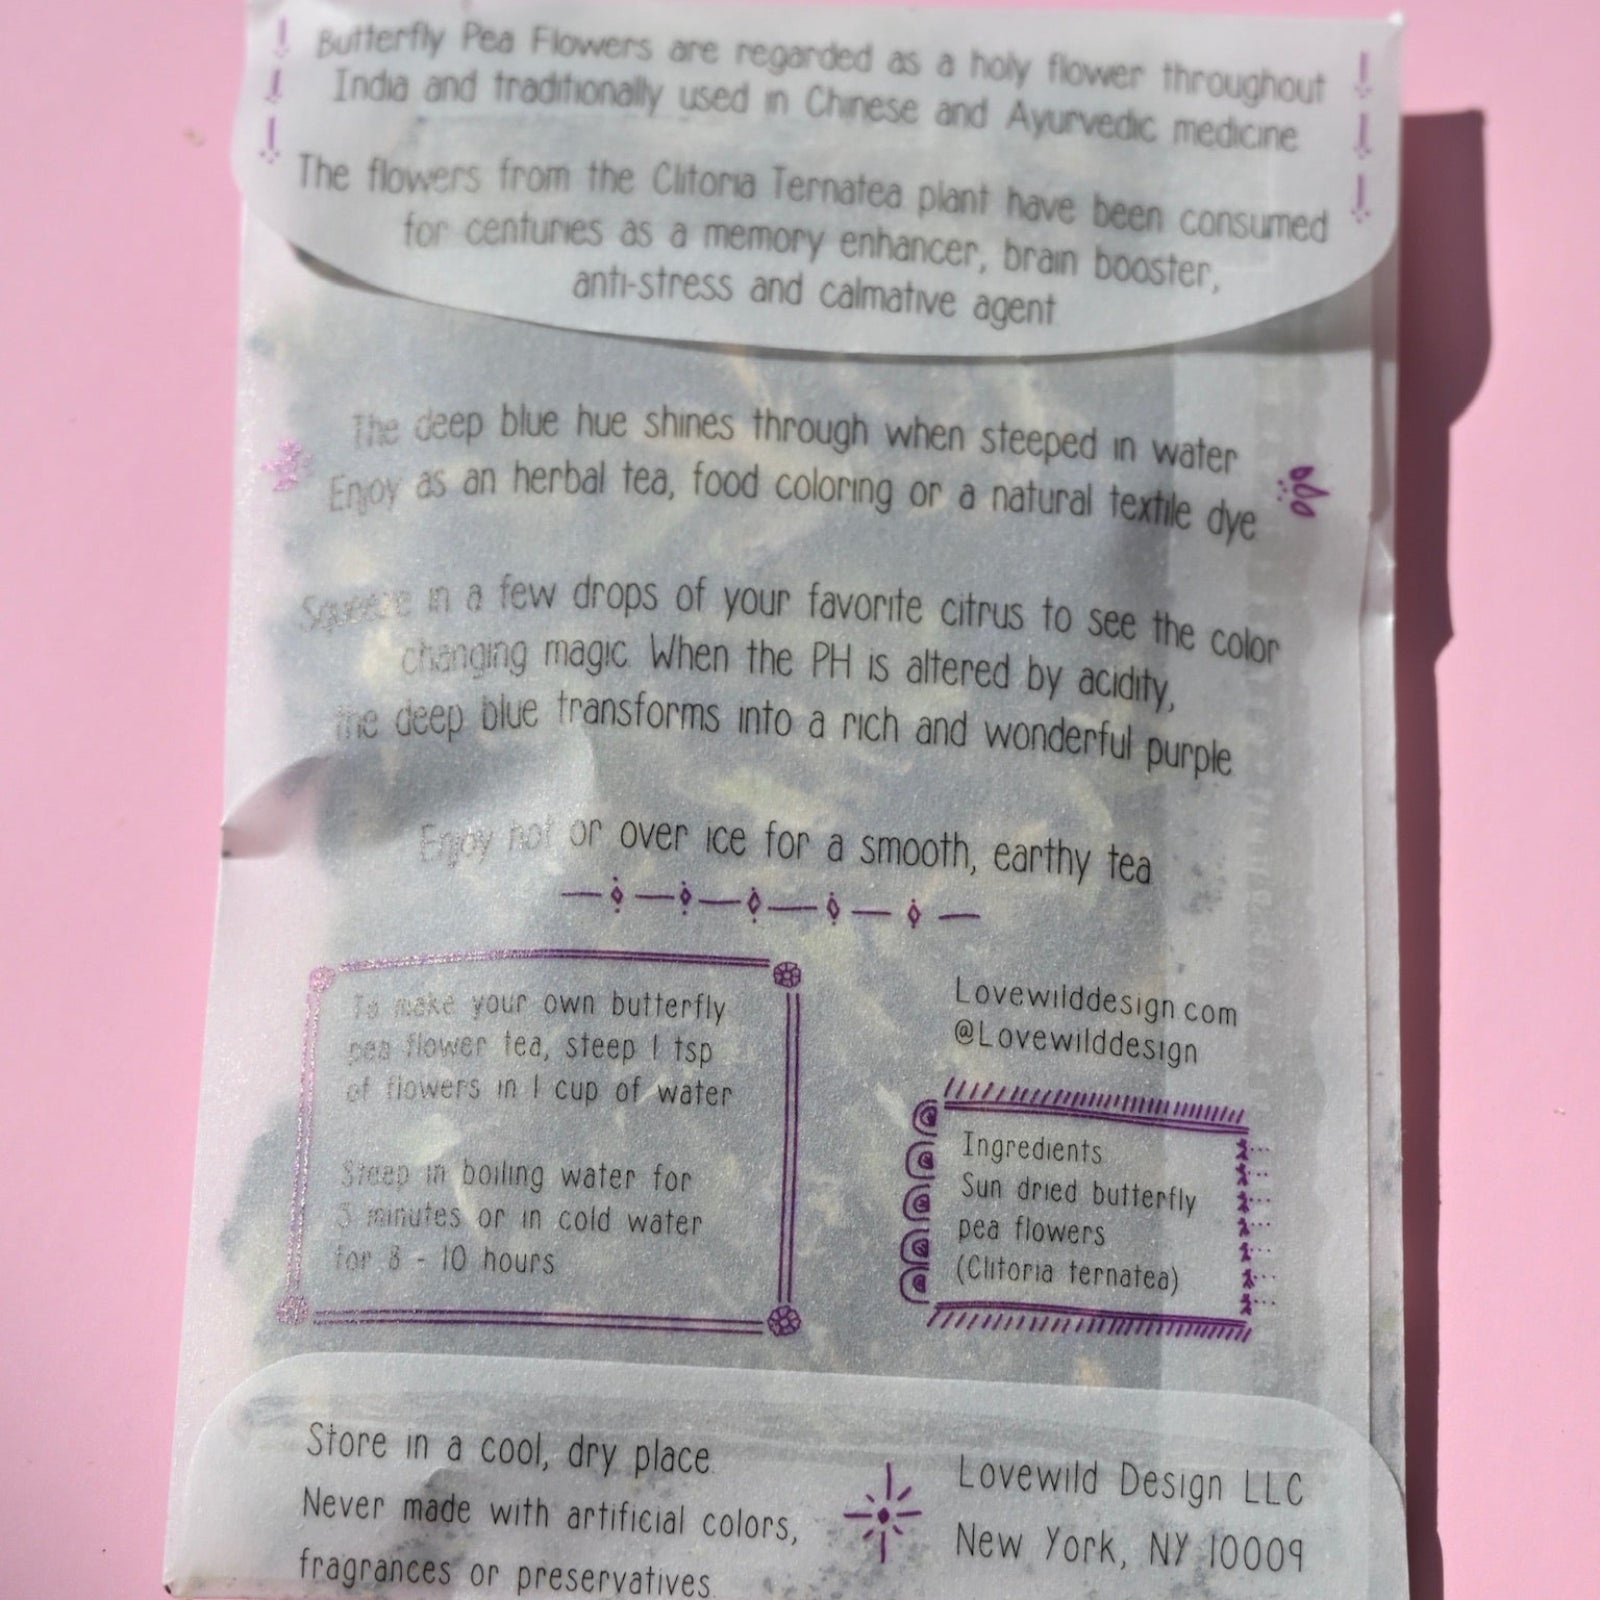 Butterfly Pea Flowers are regarded as a holy flower throughout
India and traditionally used in Chinese and Ayurvedic medicine
The flowers from the Clitoria Ternatea plant have been consumed
for centuries as a memory enhancer, brain booster,
anti-stress and calmative agent
The deep blue hue shines through when steeped in water
Enjoy as an herbal tea, food coloring or a natural textile dye
Squeeze in a few drops of your favorite citrus to see the color
changing magic. When the PH is altered by acidity,
the deep blue transforms into a rich and wonderful purple
Enjoy hot or over ice for a smooth, earthy tea
To make your own butterfly
pea flower tea, steep 1 tsp
of flowers in 1 cup of water
Steep in boiling water for
minutes or in cold water
for 8 - 10 hours
Lovewilddesign.com
@Lovewilddesign
Ingredients
Sun dried butterfly
pea flowers
(Clitoria ternatea)
Store in a cool, dry place.
Never made with artificial colors,
fragrances or preservatives.
Lovewild Design LLC
New York, NY 10009